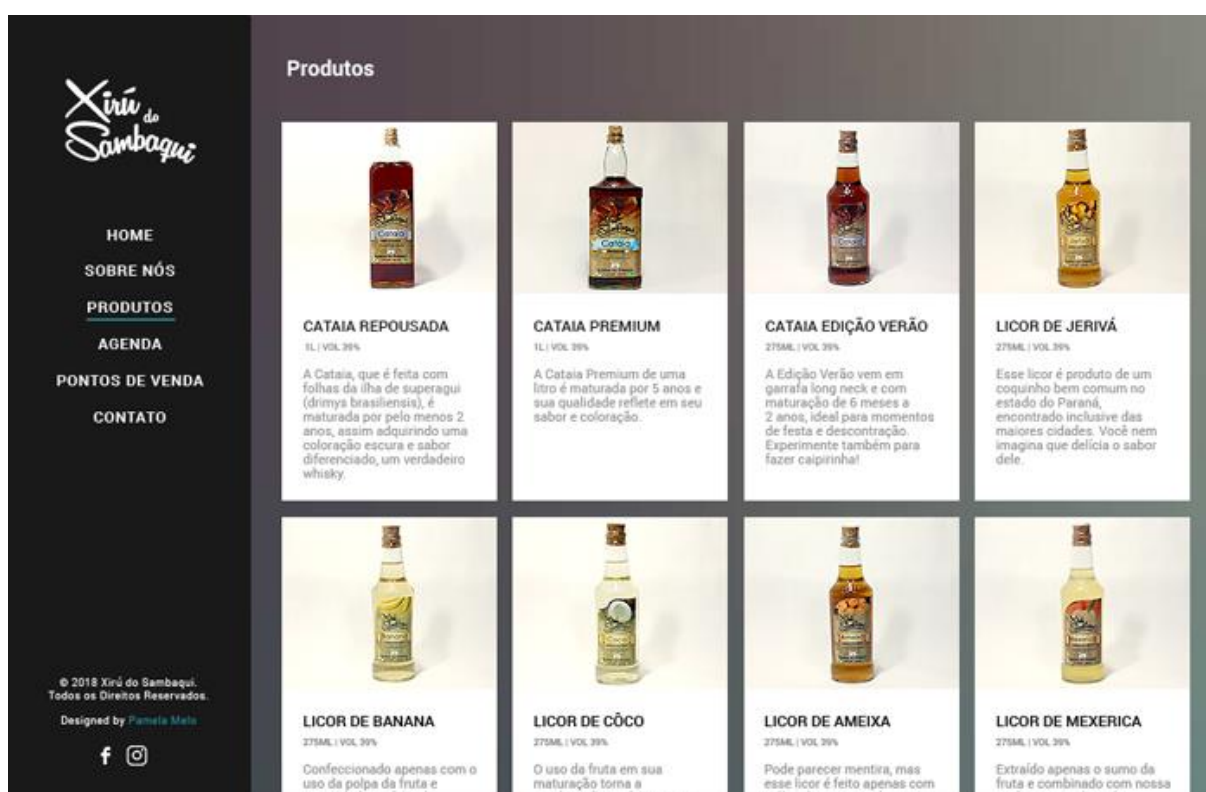 Xirú do
Sambaqui
HOME
SOBRE NÓS
PRODUTOS
AGENDA
PONTOS DE VENDA
CONTATO
© 2018 Xirú do Sambaqui.
Todos os Direitos Reservados.
Designed by Pamela Melo
Produtos
Cataia
CATAIA REPOUSADA
1L | VOL 39%
A Cataia, que é feita com
folhas da ilha de superagui
(drimys brasiliensis), é
maturada por pelo menos 2
anos, assim adquirindo uma
coloração escura e sabor
diferenciado, um verdadeiro
whisky.
Cataia
CATAIA PREMIUM
1L | VOL 39%
A Cataia Premium de uma
litro é maturada por 5 anos e
sua qualidade reflete em seu
sabor e coloração.
CATAIA EDIÇÃO VERÃO
275ML | VOL 39%
A Edição Verão vem em
garrafa long neck e com
maturação de 6 meses a
2 anos, ideal para momentos
de festa e descontração.
Experimente também para
fazer caipirinha!
LICOR DE JERIVÁ
275ML | VOL 39%
Esse licor é produto de um
coquinho bem comum no
estado do Paraná,
encontrado inclusive das
maiores cidades. Você nem
imagina que delícia o sabor
dele.
Banana
LICOR DE BANANA
275ML | VOL 39%
Confeccionado apenas com o
uso da polpa da fruta e
LICOR DE CÔCO
275ML | VOL 39%
O uso da fruta em sua
maturação torna a
LICOR DE AMEIXA
275ML | VOL 39%
Pode parecer mentira, mas
esse licor é feito apenas com
LICOR DE MEXERICA
275ML | VOL 39%
Extraído apenas o sumo da
fruta e combinado com nossa